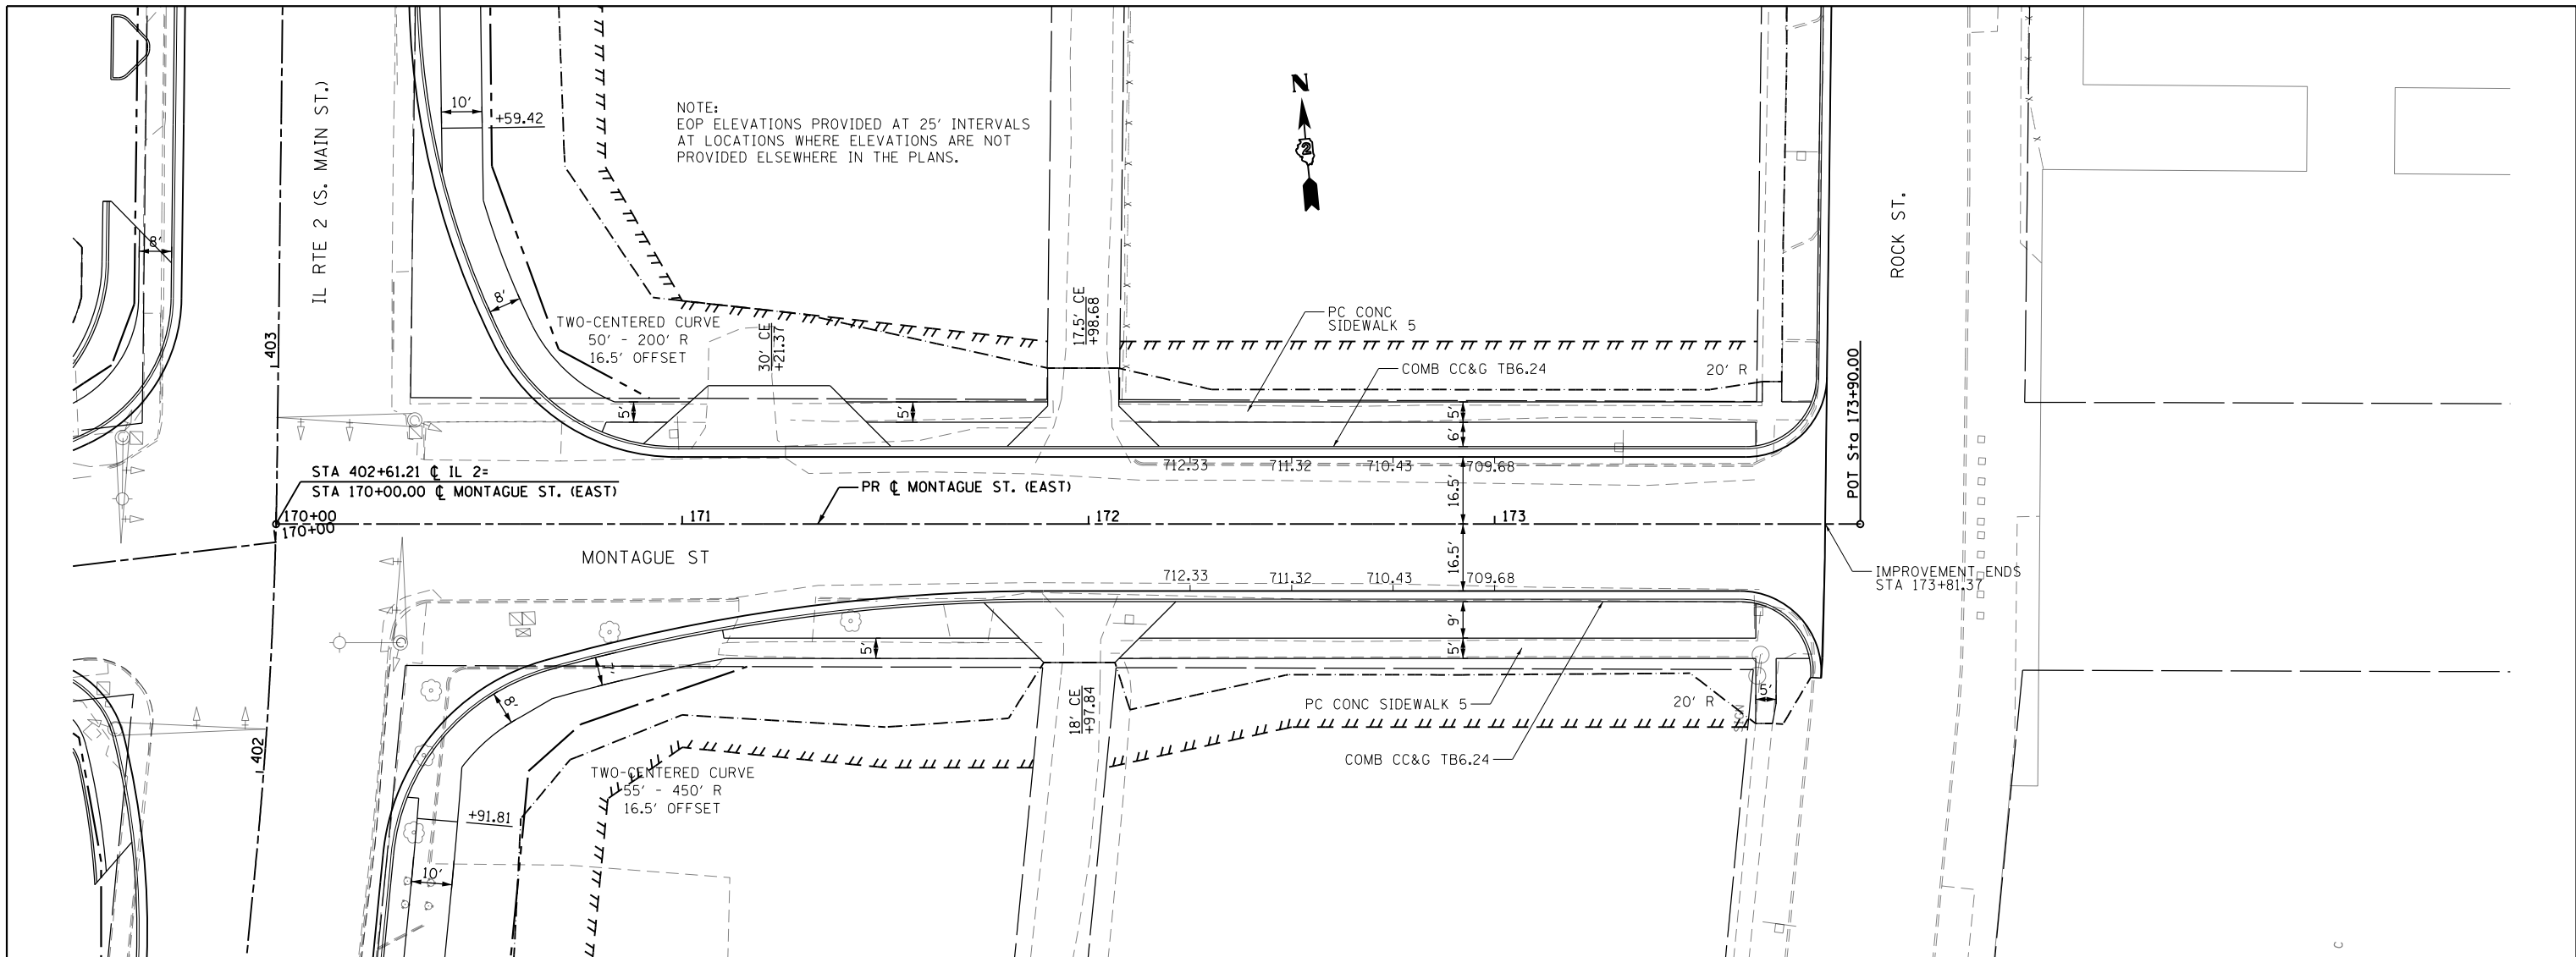 IL RTE 2 (S. MAIN ST.)
10'
+59.42
NOTE:
EOP ELEVATIONS PROVIDED AT 25' INTERVALS
AT LOCATIONS WHERE ELEVATIONS ARE NOT
PROVIDED ELSEWHERE IN THE PLANS.
N
2
ROCK ST.
8'
8'
403
TWO-CENTERED CURVE
50' - 200' R
16.5' OFFSET
30' CE
+21.37
17.5' CE
+98.68
PC CONC
SIDEWALK 5
COMB CC&G TB6.24
20' R
POT Sta 173+90.00
5'
5'
5'
6'
712.33
711.32
710.43
709.68
STA 402+61.21 ℄ IL 2=
STA 170+00.00 ℄ MONTAGUE ST. (EAST)
PR ℄ MONTAGUE ST. (EAST)
16.5'
170+00
170+00
171
172
173
MONTAGUE ST
16.5'
712.33
711.32
710.43
709.68
IMPROVEMENT ENDS
STA 173+81.37
9'
5'
5'
7'
8'
18' CE
+97.84
PC CONC SIDEWALK 5
20' R
5'
SIGN
402
COMB CC&G TB6.24
TWO-CENTERED CURVE
55' - 450' R
16.5' OFFSET
+91.81
10'
C